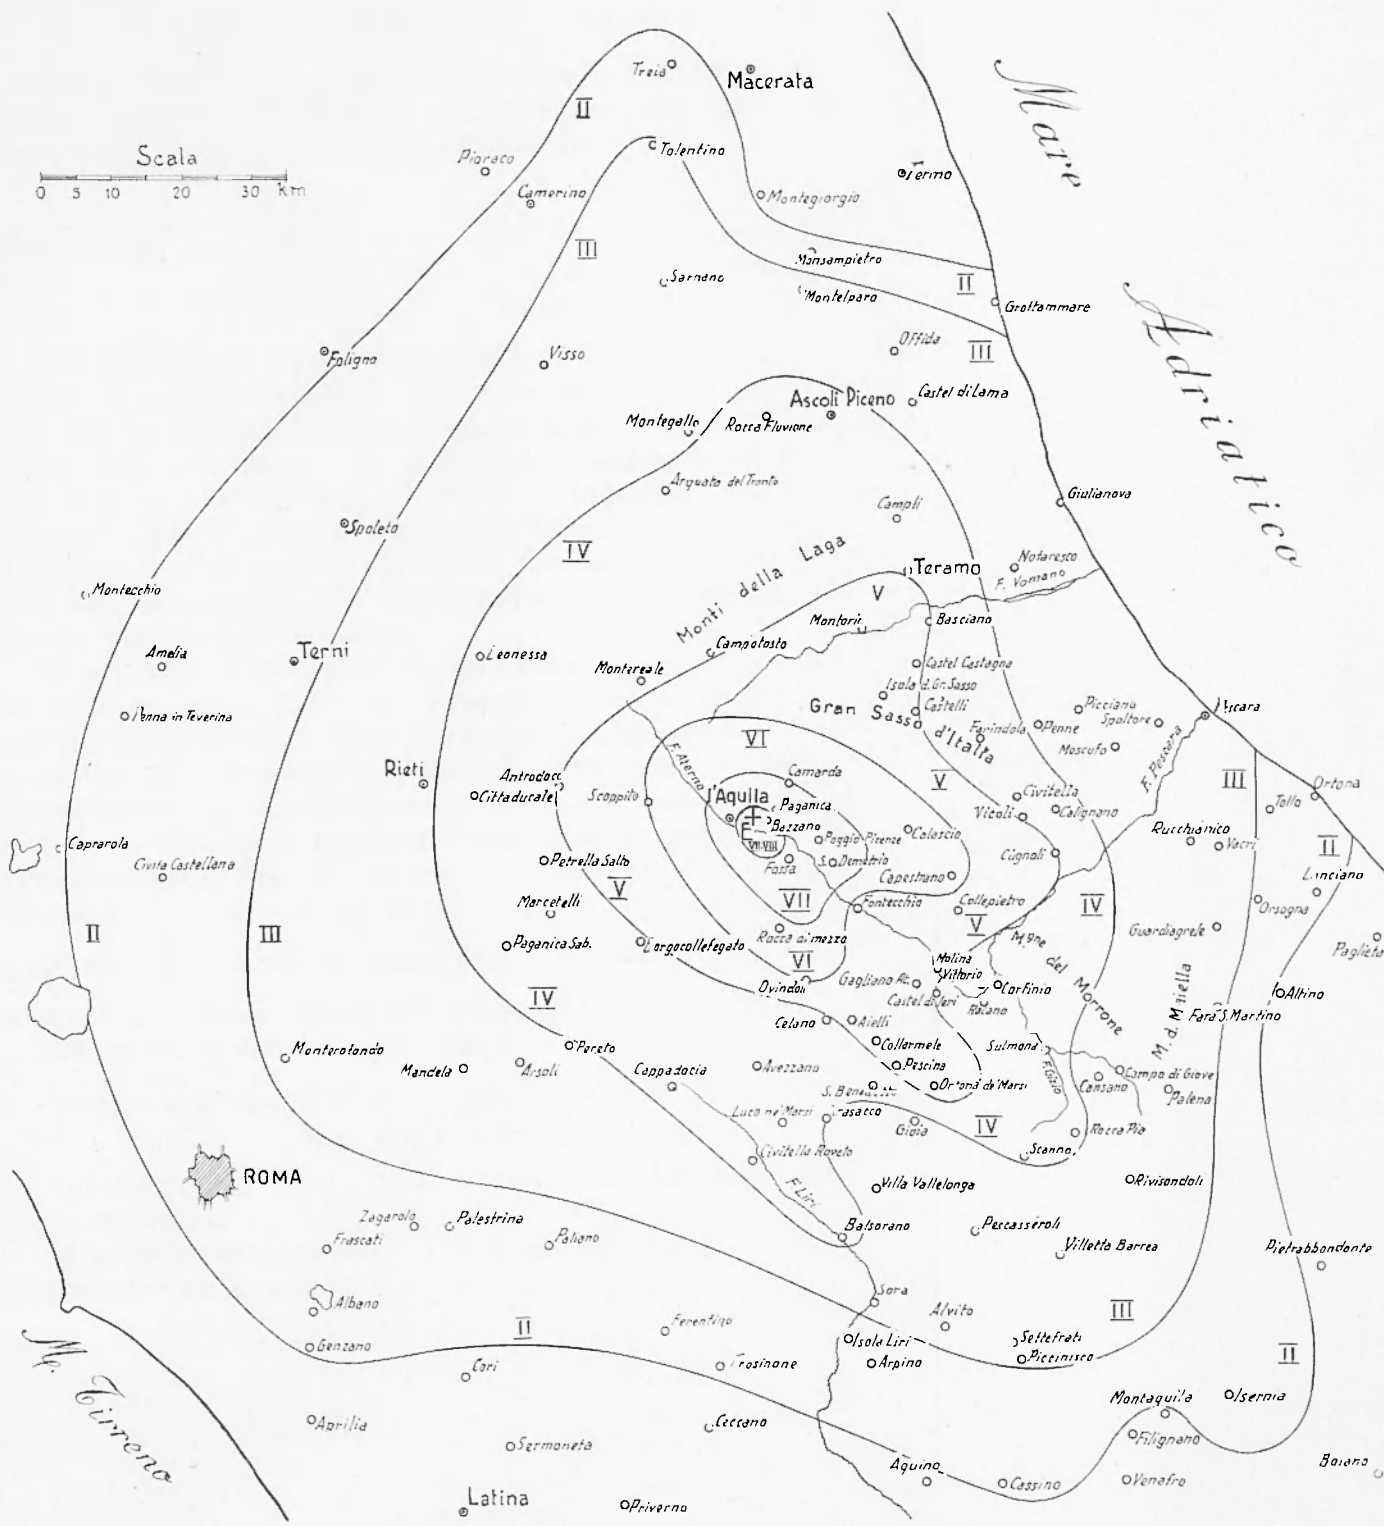 Treia
Macerata
Mare
II
Scala
0 5 10 20 30 Km
Pioraco
Tolentino
Fermo
Camerino
Montegiorgio
III
Monsampietro
Sarnano
Montelparo
II
Grottammare
Adriatico
Foligno
Visso
Offida
III
Ascoli Piceno
Castel di Lama
Montegallo
Rocca Fluvione
Arquata del Tronto
Campli
Giulianova
Spoleto
IV
Monti della Laga
Teramo
Notaresco
F. Vomano
Montecchio
V
Montorio
Basciano
Amelia
Terni
Leonessa
Campotosto
Montereale
Castel Castagna
Isola d. Gr. Sasso
Penna in Teverina
Gran Sasso d'Italia
Castelli
Farindola
Penne
Picciano
Spoltore
Pescara
Moscufo
F. Pescara
VI
F. Aterno
Rieti
Antrodoco
Cittaducale
Scoppito
Camarda
V
III
Civitella
Ortona
l'Aquila
Paganica
Bazzano
Vicoli
Catignano
Tollo
E
VII-VIII
Poggio Picenze
Calascio
Rucchianico
Vacri
II
Caprarola
Civita Castellana
Petrella Salto
Fossa
S. Demetrio
Cugnoli
Capestrano
Lanciano
V
Marcetelli
VII
Fontecchio
Collepietro
IV
Orsogna
II
III
Paganica Sab.
Borgocollefegato
Rocca di mezzo
V
Guardiagrele
Paglieta
VI
Molina
Vittorio
M.gne del Morrone
M. d. Maiella
IV
Ovindoli
Gagliano At.
Castel di Ieri
Corfinio
Raiano
Altino
Fara S. Martino
Celano
Aielli
Monterotondo
Mandela
Arsoli
Pereto
Collarmele
Sulmona
Cappadocia
Avezzano
Pescina
S. Benedetto
Ortona de' Marsi
F. Gizio
Campo di Giove
Cansano
Palena
Luco ne' Marsi
Trasacco
Gioia
IV
Rocca Pia
Civitella Roveto
Scanno
ROMA
F. Liri
Villa Vallelonga
Rivisondoli
Zagarolo
Palestrina
Frascati
Paliano
Balsorano
Pescasseroli
Villetta Barrea
Pietrabbondante
Albano
Sora
Alvito
III
Genzano
II
Ferentino
Isola Liri
Settefrati
M. Tirreno
Cori
Frosinone
Arpino
Piccinisco
II
Montaquila
Isernia
Aprilia
Sermoneta
Ceccano
Filignano
Aquino
Cassino
Venafro
Boiano
Latina
Priverno